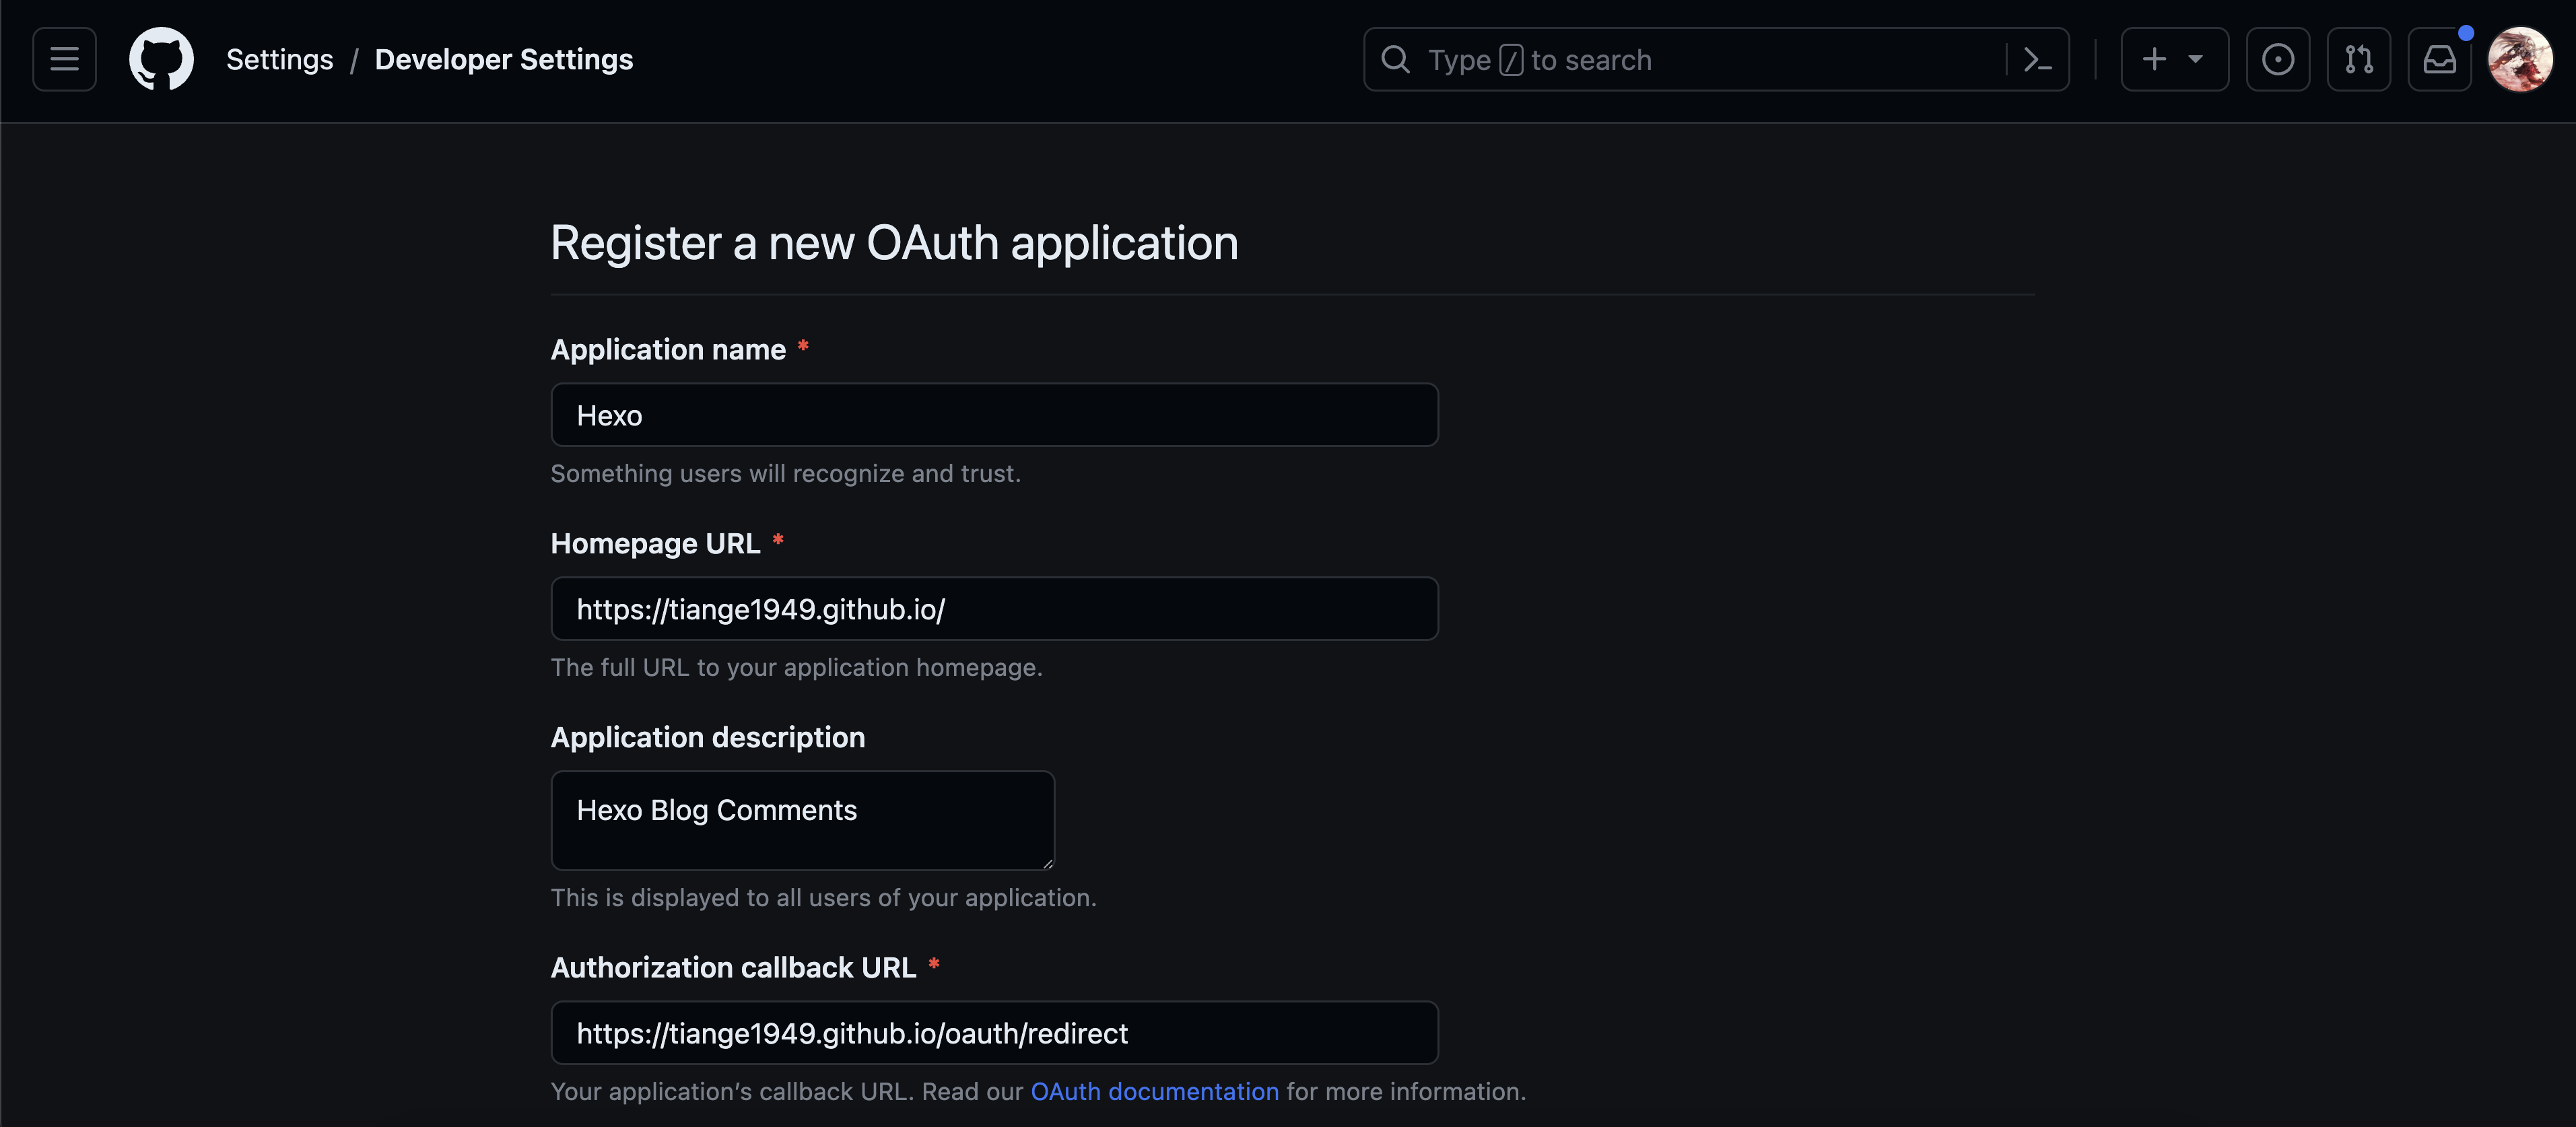 Settings / Developer Settings
Type / to search
Register a new OAuth application
Application name *
Hexo
Something users will recognize and trust.
Homepage URL *
https://tiange1949.github.io/
The full URL to your application homepage.
Application description
Hexo Blog Comments
This is displayed to all users of your application.
Authorization callback URL *
https://tiange1949.github.io/oauth/redirect
Your application’s callback URL. Read our OAuth documentation for more information.